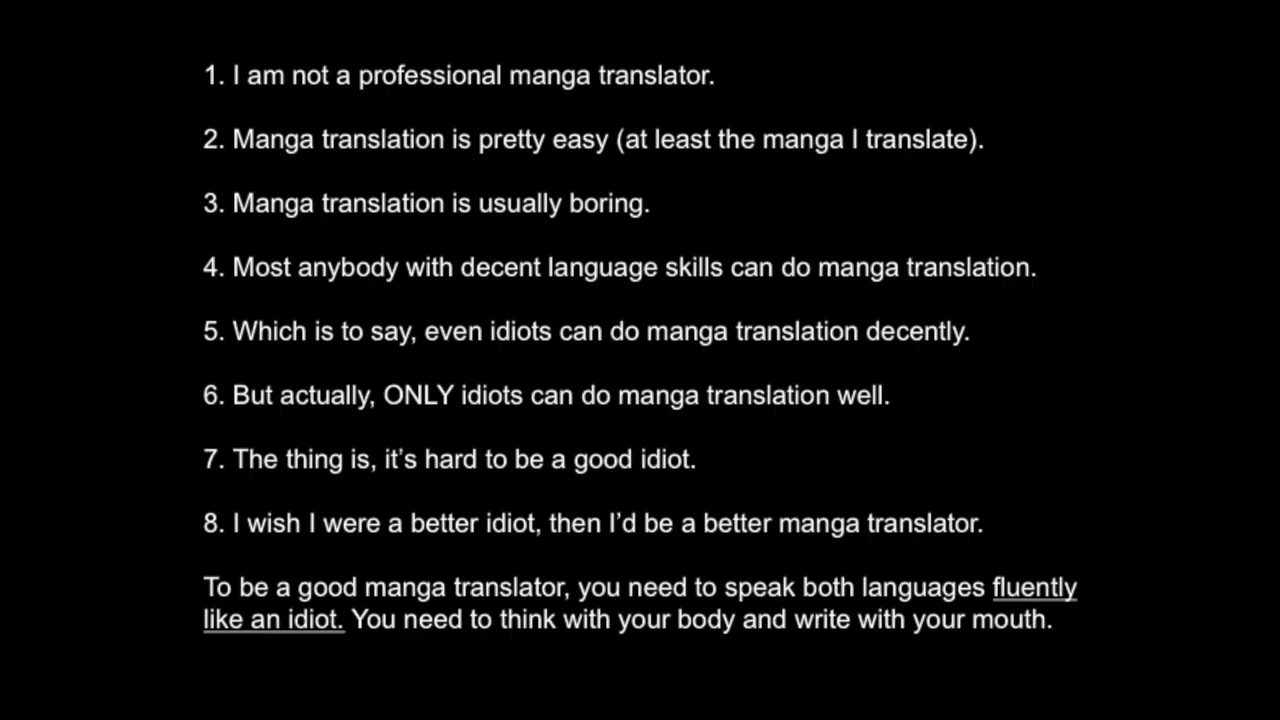 1. I am not a professional manga translator.
2. Manga translation is pretty easy (at least the manga I translate).
3. Manga translation is usually boring.
4. Most anybody with decent language skills can do manga translation.
5. Which is to say, even idiots can do manga translation decently.
6. But actually, ONLY idiots can do manga translation well.
7. The thing is, it’s hard to be a good idiot.
8. I wish I were a better idiot, then I’d be a better manga translator.
To be a good manga translator, you need to speak both languages fluently
like an idiot. You need to think with your body and write with your mouth.